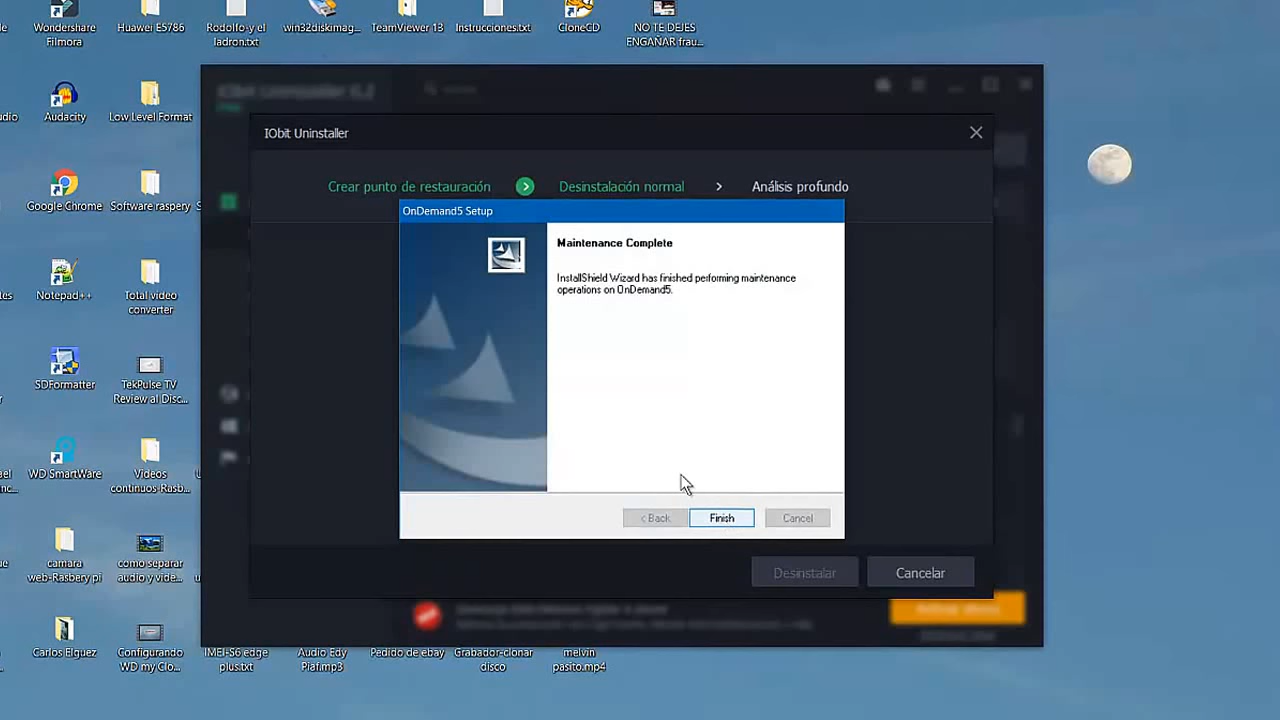 Wondershare
Filmora
Huawei E5786
Rodolfo-y el
ladron.txt
win32diskimag...
TeamViewer 13
Instrucciones.txt
CloneCD
NO TE DEJES
ENGAÑAR frau...
Audacity
Low Level Format
Google Chrome
Software raspery
Notepad++
Total video
converter
SDFormatter
TekPulse TV
Review al Disc...
WD SmartWare
Videos
continuos-Rasb...
camara
web-Rasbery pi
como separar
audio y vide...
Carlos Elguez
Configurando
WD my Clo...
IMEI-S6 edge
plus.txt
Audio Edy
Piaf.mp3
Pedido de ebay
Grabador-clonar
disco
melvin
pasito.mp4
IObit Uninstaller
Crear punto de restauración
Desinstalación normal
Análisis profundo
OnDemand5 Setup
Maintenance Complete
InstallShield Wizard has finished performing maintenance
operations on OnDemand5.
< Back
Finish
Cancel
Desinstalar
Cancelar